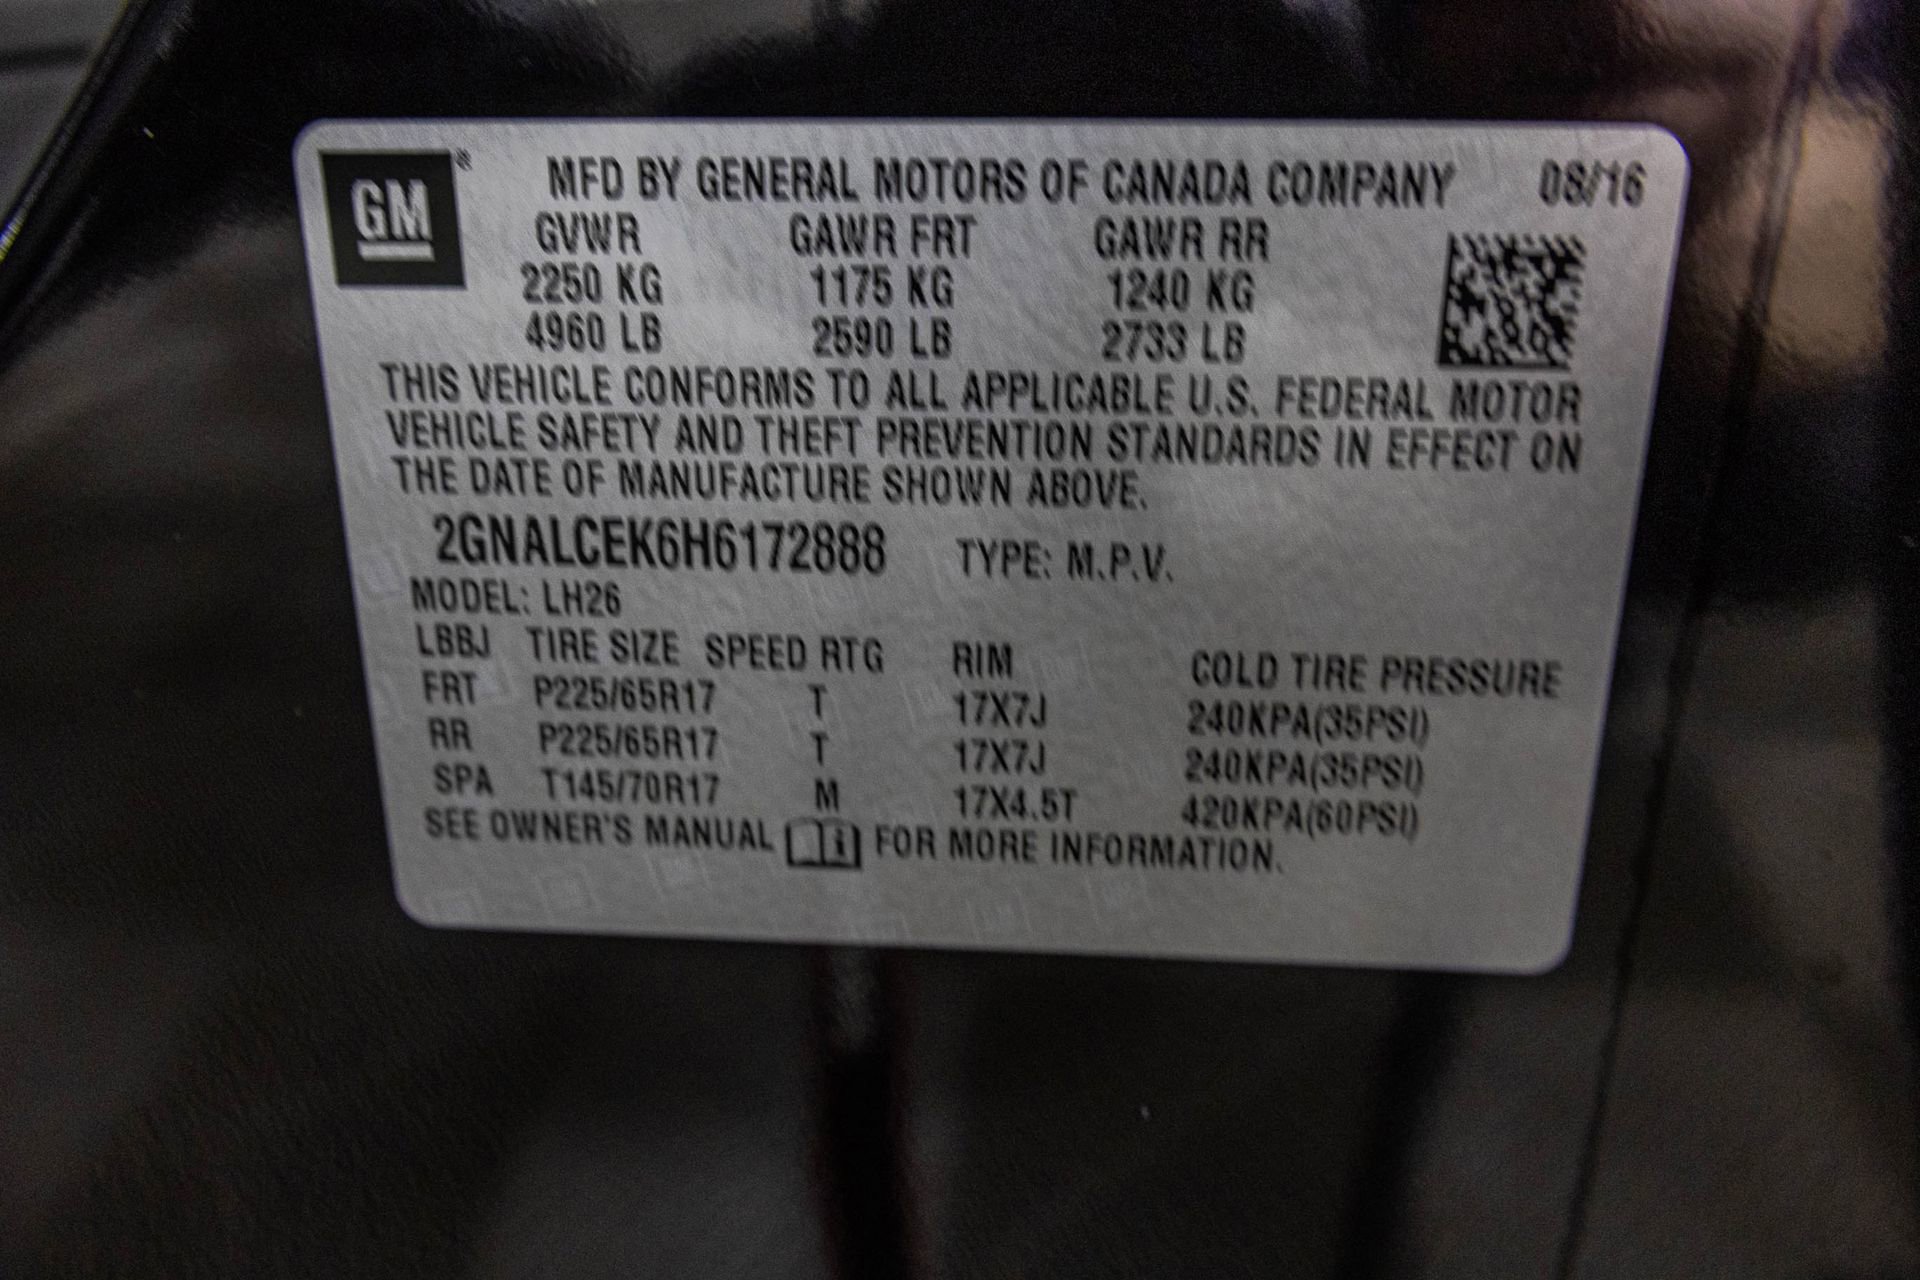 GM ®
MFD BY GENERAL MOTORS OF CANADA COMPANY 08/16
GVWR GAWR FRT GAWR RR
2250 KG 1175 KG 1240 KG
4960 LB 2590 LB 2733 LB
THIS VEHICLE CONFORMS TO ALL APPLICABLE U.S. FEDERAL MOTOR
VEHICLE SAFETY AND THEFT PREVENTION STANDARDS IN EFFECT ON
THE DATE OF MANUFACTURE SHOWN ABOVE.
2GNALCEK6H6172888 TYPE: M.P.V.
MODEL: LH26
LBBJ TIRE SIZE SPEED RTG RIM COLD TIRE PRESSURE
FRT P225/65R17 T 17X7J 240KPA(35PSI)
RR P225/65R17 T 17X7J 240KPA(35PSI)
SPA T145/70R17 M 17X4.5T 420KPA(60PSI)
SEE OWNER'S MANUAL i FOR MORE INFORMATION.